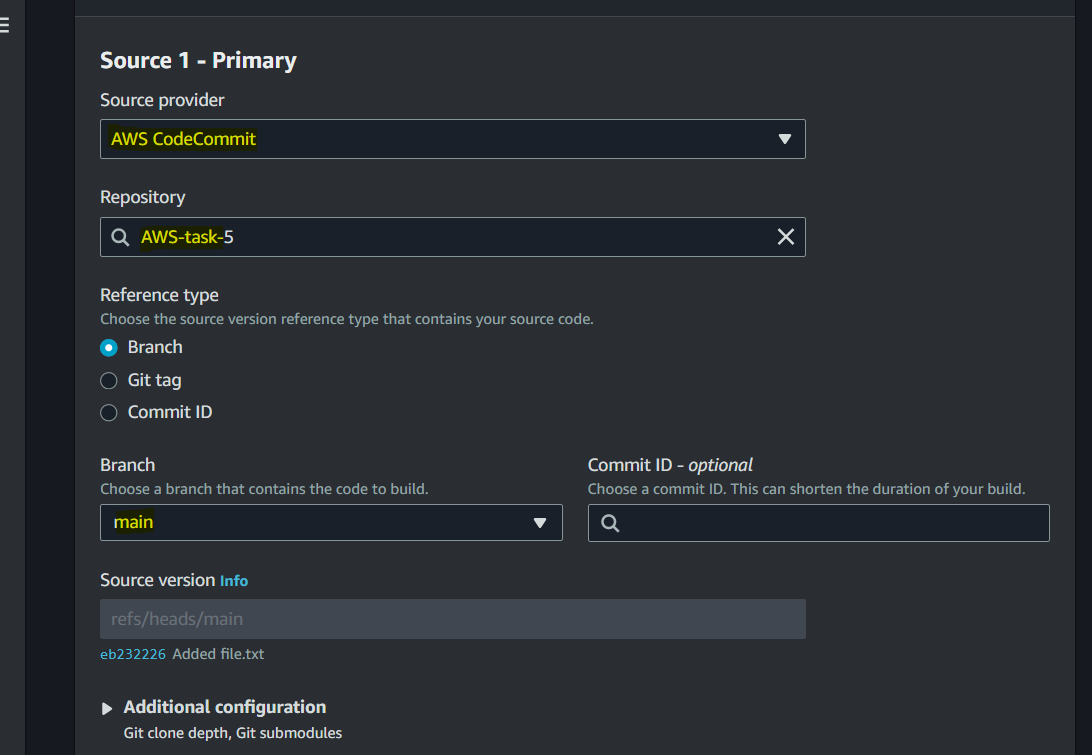 Source 1 - Primary
Source provider
AWS CodeCommit
Repository
AWS-task-5
Reference type
Choose the source version reference type that contains your source code.
Branch
Git tag
Commit ID
Branch
Choose a branch that contains the code to build.
main
Commit ID - optional
Choose a commit ID. This can shorten the duration of your build.
Source version Info
refs/heads/main
eb232226 Added file.txt
Additional configuration
Git clone depth, Git submodules